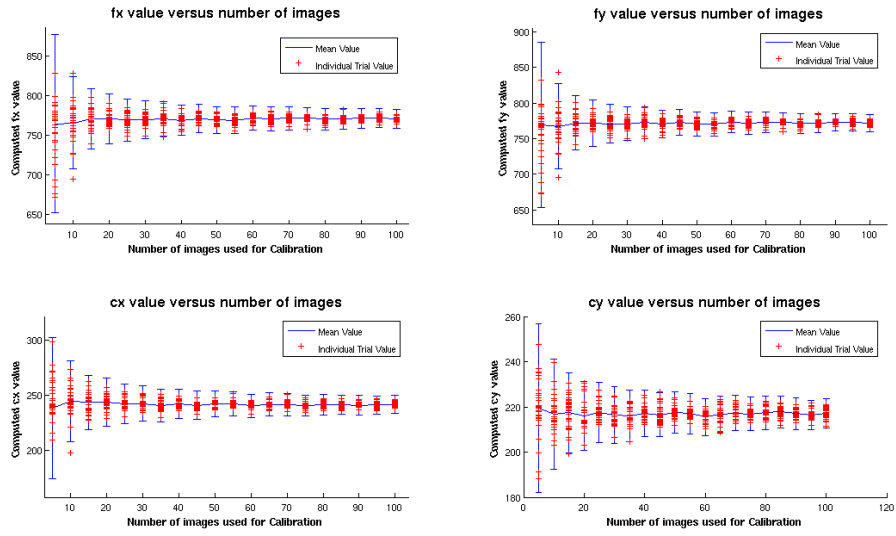 fx value versus number of images
850
800
750
700
650
Computed fx value
Mean Value
Individual Trial Value
10 20 30 40 50 60 70 80 90 100
Number of images used for Calibration
fy value versus number of images
900
850
800
750
700
650
Computed fy value
Mean Value
Individual Trial Value
10 20 30 40 50 60 70 80 90 100
Number of images used for Calibration
cx value versus number of images
300
250
200
Computed cx value
Mean Value
Individual Trial Value
10 20 30 40 50 60 70 80 90 100
Number of images used for Calibration
cy value versus number of images
260
240
220
200
180
Computed cy value
Mean Value
Individual Trial Value
0 20 40 60 80 100 120
Number of images used for Calibration